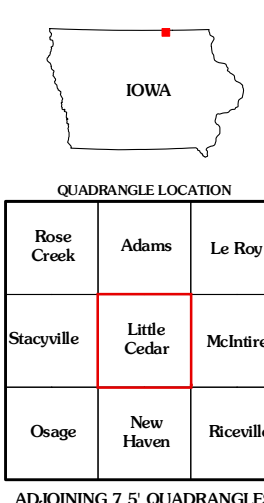 IOWA
QUADRANGLE LOCATION
Rose
Creek
Adams
Le Roy
Stacyville
Little
Cedar
McIntire
Osage
New
Haven
Riceville
ADJOINING 7.5' QUADRANGLES